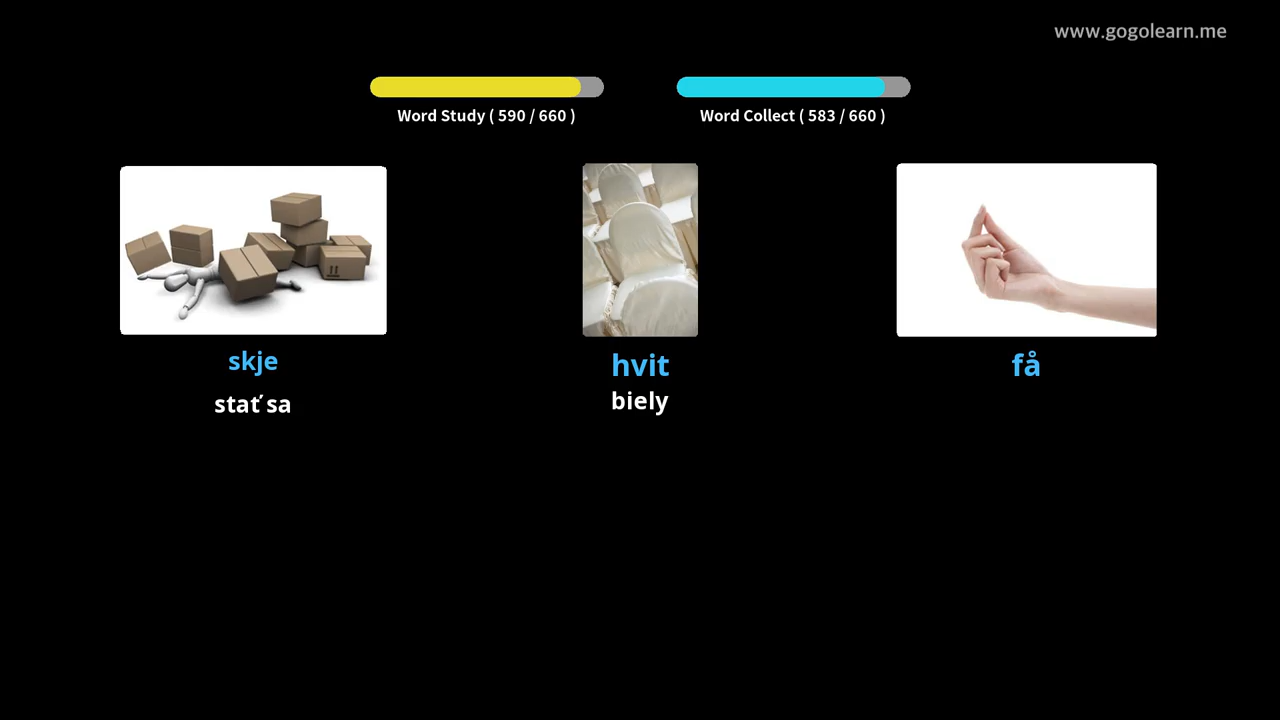 www.gogolearn.me
Word Study ( 590 / 660 )
Word Collect ( 583 / 660 )
skje
stať sa
hvit
biely
få